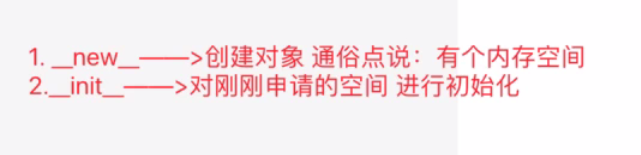 1. __new__——>创建对象 通俗点说：有个内存空间
2.__init__——>对刚刚申请的空间 进行初始化